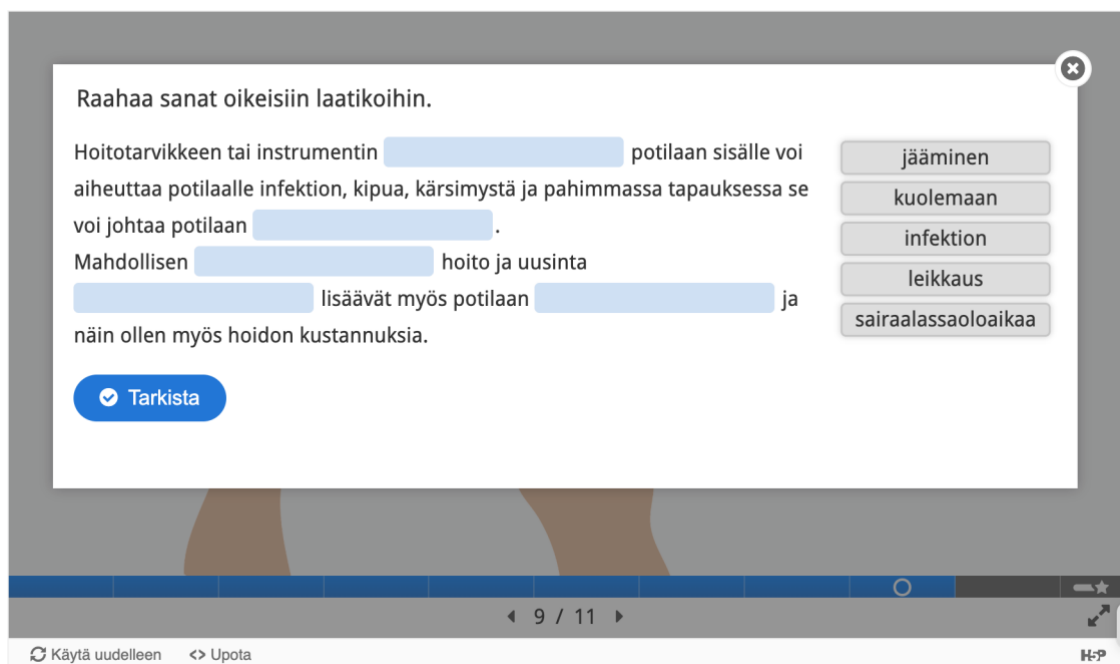 Raahaa sanat oikeisiin laatikoihin.
Hoitotarvikkeen tai instrumentin potilaan sisälle voi
aiheuttaa potilaalle infektion, kipua, kärsimystä ja pahimmassa tapauksessa se
voi johtaa potilaan .
Mahdollisen hoito ja uusinta
lisäävät myös potilaan ja
näin ollen myös hoidon kustannuksia.
jääminen
kuolemaan
infektion
leikkaus
sairaalassaoloaikaa
Tarkista
9 / 11
Käytä uudelleen <> Upota
H5P